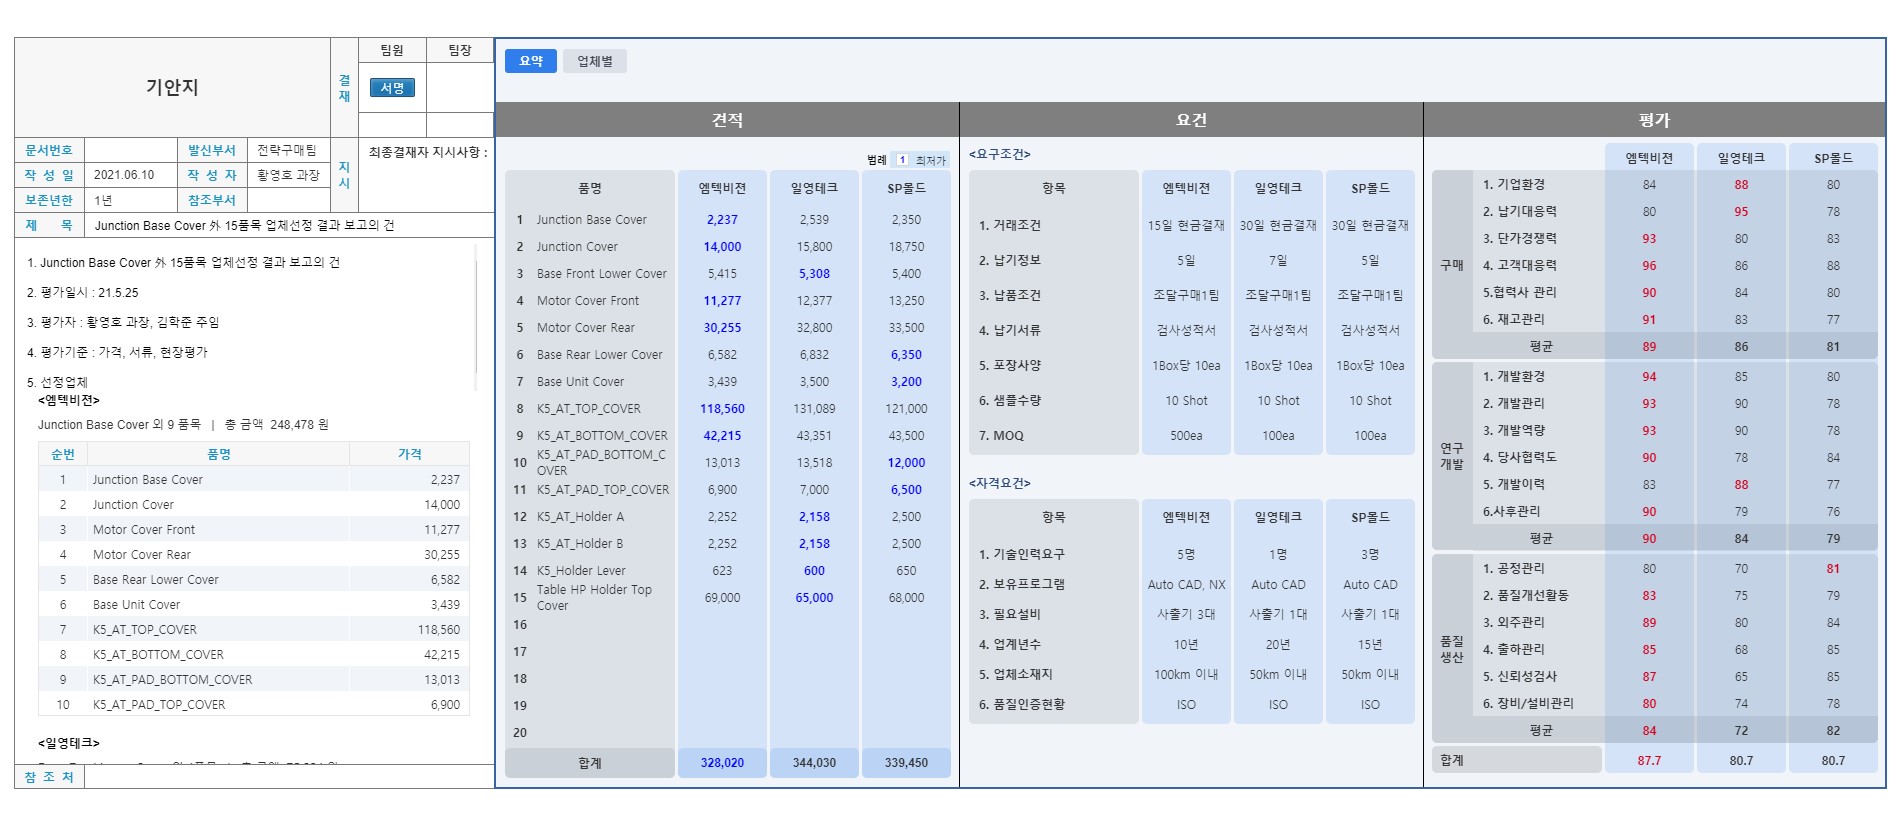 기안지
결재
팀원 팀장
서명
문서번호 발신부서 전략구매팀
작 성 일 2021.06.10 작 성 자 황영호 과장
보존년한 1년 참조부서
지시
최종결재자 지시사항 :
제 목 Junction Base Cover 外 15품목 업체선정 결과 보고의 건
1. Junction Base Cover 外 15품목 업체선정 결과 보고의 건
2. 평가일시 : 21.5.25
3. 평가자 : 황영호 과장, 김학준 주임
4. 평가기준 : 가격, 서류, 현장평가
5. 선정업체
<엠텍비젼>
Junction Base Cover 외 9 품목 | 총 금액 248,478 원
순번 품명 가격
1 Junction Base Cover 2,237
2 Junction Cover 14,000
3 Motor Cover Front 11,277
4 Motor Cover Rear 30,255
5 Base Rear Lower Cover 6,582
6 Base Unit Cover 3,439
7 K5_AT_TOP_COVER 118,560
8 K5_AT_BOTTOM_COVER 42,215
9 K5_AT_PAD_BOTTOM_COVER 13,013
10 K5_AT_PAD_TOP_COVER 6,900
<일영테크>
참 조 처
요약 업체별
견적
범례 1 최저가
품명 엠텍비젼 일영테크 SP몰드
1 Junction Base Cover 2,237 2,539 2,350
2 Junction Cover 14,000 15,800 18,750
3 Base Front Lower Cover 5,415 5,308 5,400
4 Motor Cover Front 11,277 12,377 13,250
5 Motor Cover Rear 30,255 32,800 33,500
6 Base Rear Lower Cover 6,582 6,832 6,350
7 Base Unit Cover 3,439 3,500 3,200
8 K5_AT_TOP_COVER 118,560 131,089 121,000
9 K5_AT_BOTTOM_COVER 42,215 43,351 43,500
10 K5_AT_PAD_BOTTOM_C
OVER 13,013 13,518 12,000
11 K5_AT_PAD_TOP_COVER 6,900 7,000 6,500
12 K5_AT_Holder A 2,252 2,158 2,500
13 K5_AT_Holder B 2,252 2,158 2,500
14 K5_Holder Lever 623 600 650
15 Table HP Holder Top
Cover 69,000 65,000 68,000
16
17
18
19
20
합계 328,020 344,030 339,450
요건
<요구조건>
항목 엠텍비젼 일영테크 SP몰드
1. 거래조건 15일 현금결재 30일 현금결재 30일 현금결재
2. 납기정보 5일 7일 5일
3. 납품조건 조달구매1팀 조달구매1팀 조달구매1팀
4. 납기서류 검사성적서 검사성적서 검사성적서
5. 포장사양 1Box당 10ea 1Box당 10ea 1Box당 10ea
6. 샘플수량 10 Shot 10 Shot 10 Shot
7. MOQ 500ea 100ea 100ea
<자격요건>
항목 엠텍비젼 일영테크 SP몰드
1. 기술인력요구 5명 1명 3명
2. 보유프로그램 Auto CAD, NX Auto CAD Auto CAD
3. 필요설비 사출기 3대 사출기 1대 사출기 1대
4. 업계년수 10년 20년 15년
5. 업체소재지 100km 이내 50km 이내 50km 이내
6. 품질인증현황 ISO ISO ISO
평가
엠텍비젼 일영테크 SP몰드
구매
1. 기업환경 84 88 80
2. 납기대응력 80 95 78
3. 단가경쟁력 93 80 83
4. 고객대응력 96 86 88
5.협력사 관리 90 84 80
6. 재고관리 91 83 77
평균 89 86 81
연구
개발
1. 개발환경 94 85 80
2. 개발관리 93 90 78
3. 개발역량 93 90 78
4. 당사협력도 90 78 84
5. 개발이력 83 88 77
6.사후관리 90 79 76
평균 90 84 79
품질
생산
1. 공정관리 80 70 81
2. 품질개선활동 83 75 79
3. 외주관리 89 80 84
4. 출하관리 85 68 85
5. 신뢰성검사 87 65 85
6. 장비/설비관리 80 74 78
평균 84 72 82
합계 87.7 80.7 80.7